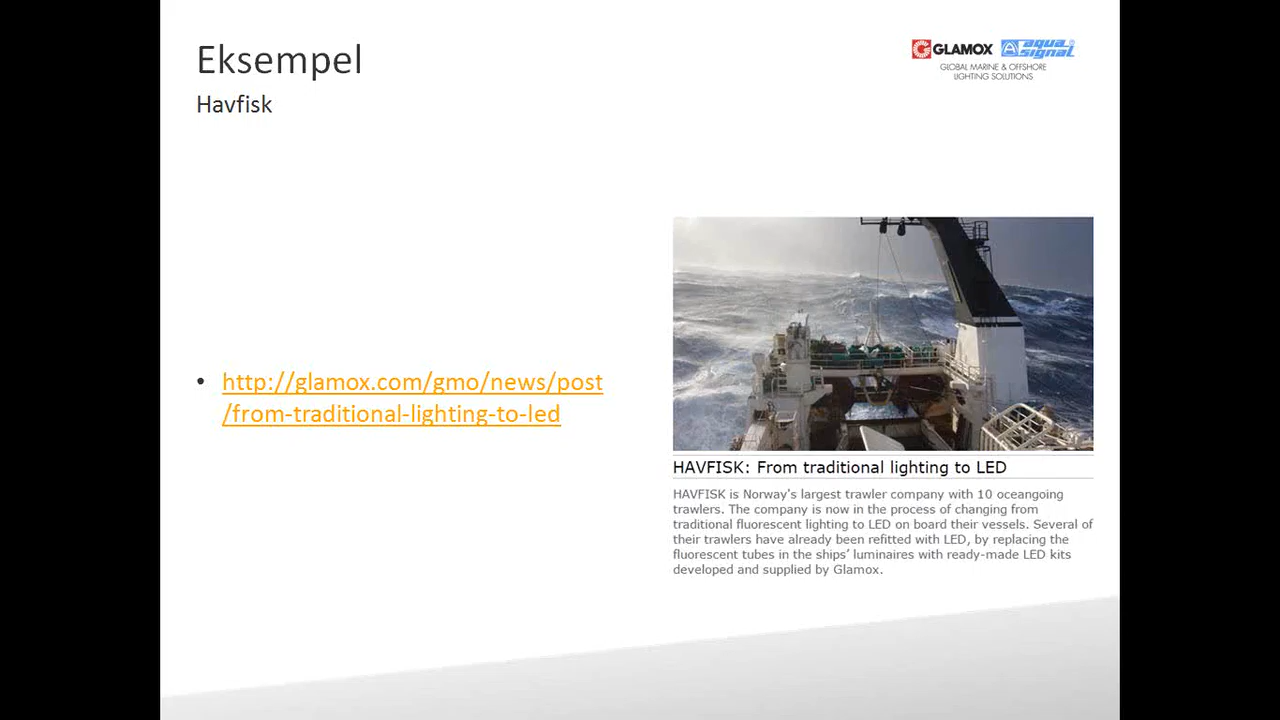 Eksempel
Havfisk
GLAMOX aqua signal
GLOBAL MARINE & OFFSHORE
LIGHTING SOLUTIONS
• http://glamox.com/gmo/news/post
/from-traditional-lighting-to-led
HAVFISK: From traditional lighting to LED
HAVFISK is Norway's largest trawler company with 10 oceangoing
trawlers. The company is now in the process of changing from
traditional fluorescent lighting to LED on board their vessels. Several of
their trawlers have already been refitted with LED, by replacing the
fluorescent tubes in the ships’ luminaires with ready-made LED kits
developed and supplied by Glamox.